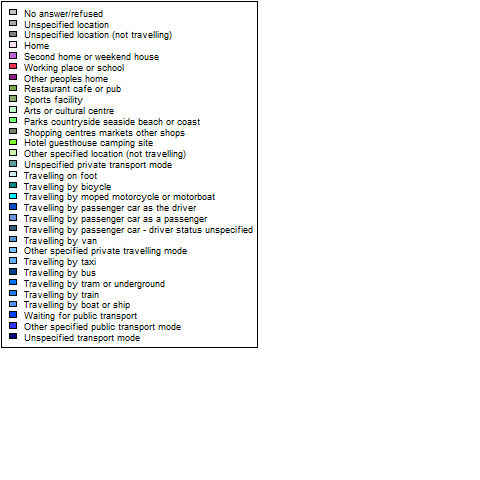 No answer/refused
Unspecified location
Unspecified location (not travelling)
Home
Second home or weekend house
Working place or school
Other peoples home
Restaurant cafe or pub
Sports facility
Arts or cultural centre
Parks countryside seaside beach or coast
Shopping centres markets other shops
Hotel guesthouse camping site
Other specified location (not travelling)
Unspecified private transport mode
Travelling on foot
Travelling by bicycle
Travelling by moped motorcycle or motorboat
Travelling by passenger car as the driver
Travelling by passenger car as a passenger
Travelling by passenger car - driver status unspecified
Travelling by van
Other specified private travelling mode
Travelling by taxi
Travelling by bus
Travelling by tram or underground
Travelling by train
Travelling by boat or ship
Waiting for public transport
Other specified public transport mode
Unspecified transport mode